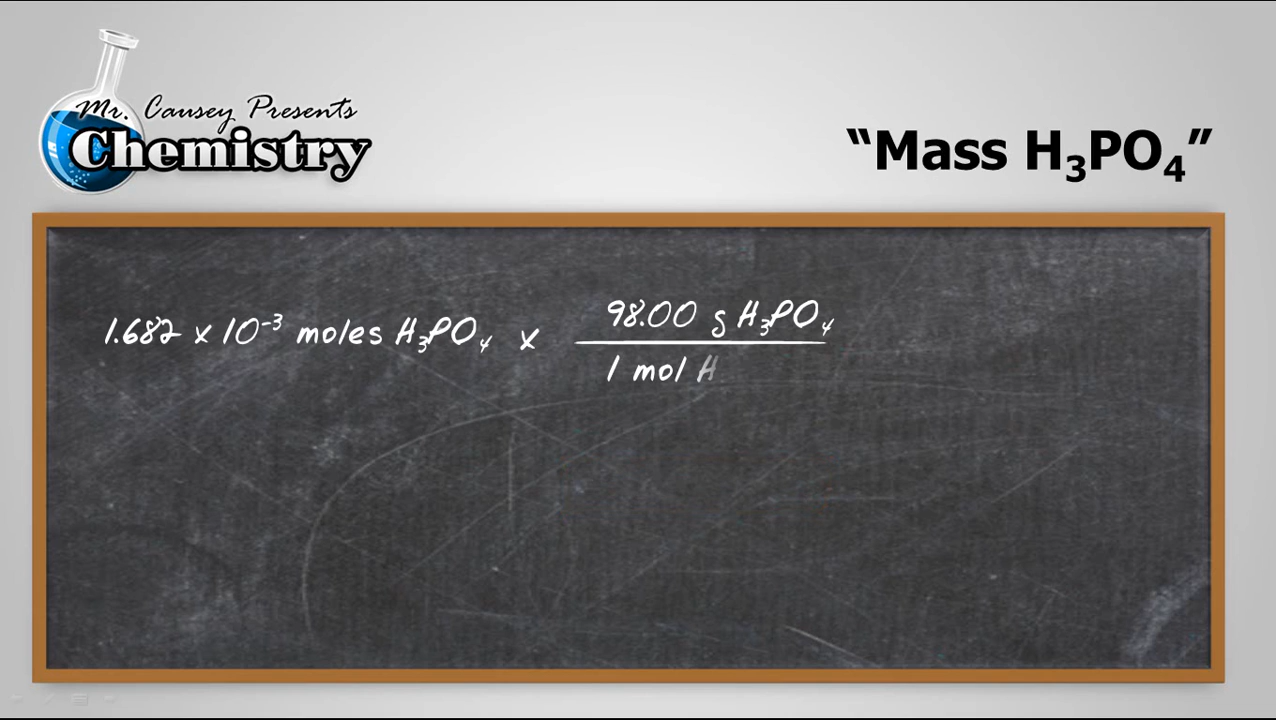 Mr. Causey Presents
Chemistry
“Mass H₃PO₄”
1.682 x 10⁻³ moles H₃PO₄ x 98.00 g H₃PO₄
1 mol H